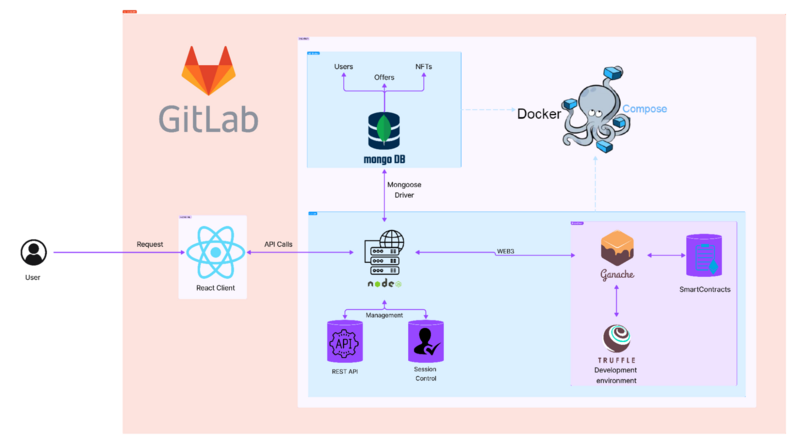 GitLab
Users
Offers
NFTs
mongo DB
Docker
Compose
Mongoose
Driver
Request
API Calls
WEB3
User
React Client
node
Ganache
SmartContracts
Management
API
REST API
Session
Control
TRUFFLE
Development
environment